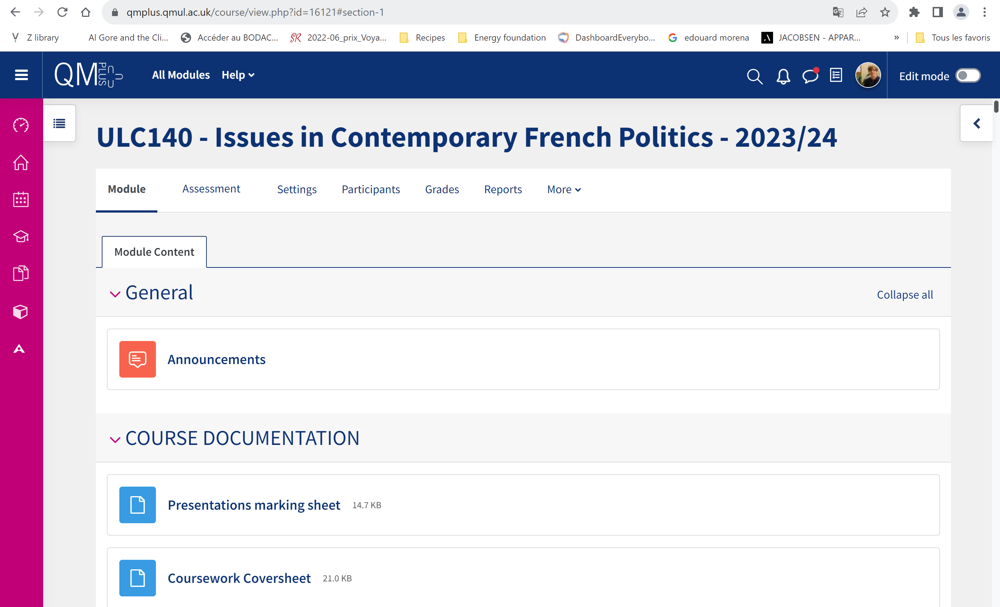 qmplus.qmul.ac.uk/course/view.php?id=16121#section-1
Z library Al Gore and the Cli... Accéder au BODAC... 2022-06_prix_Voya... Recipes Energy foundation DashboardEverybo... edouard morena JACOBSEN - APPAR... » Tous les favoris
QM PLUS All Modules Help Edit mode
ULC140 - Issues in Contemporary French Politics - 2023/24
Module Assessment Settings Participants Grades Reports More
Module Content
General Collapse all
Announcements
COURSE DOCUMENTATION
Presentations marking sheet 14.7 KB
Coursework Coversheet 21.0 KB